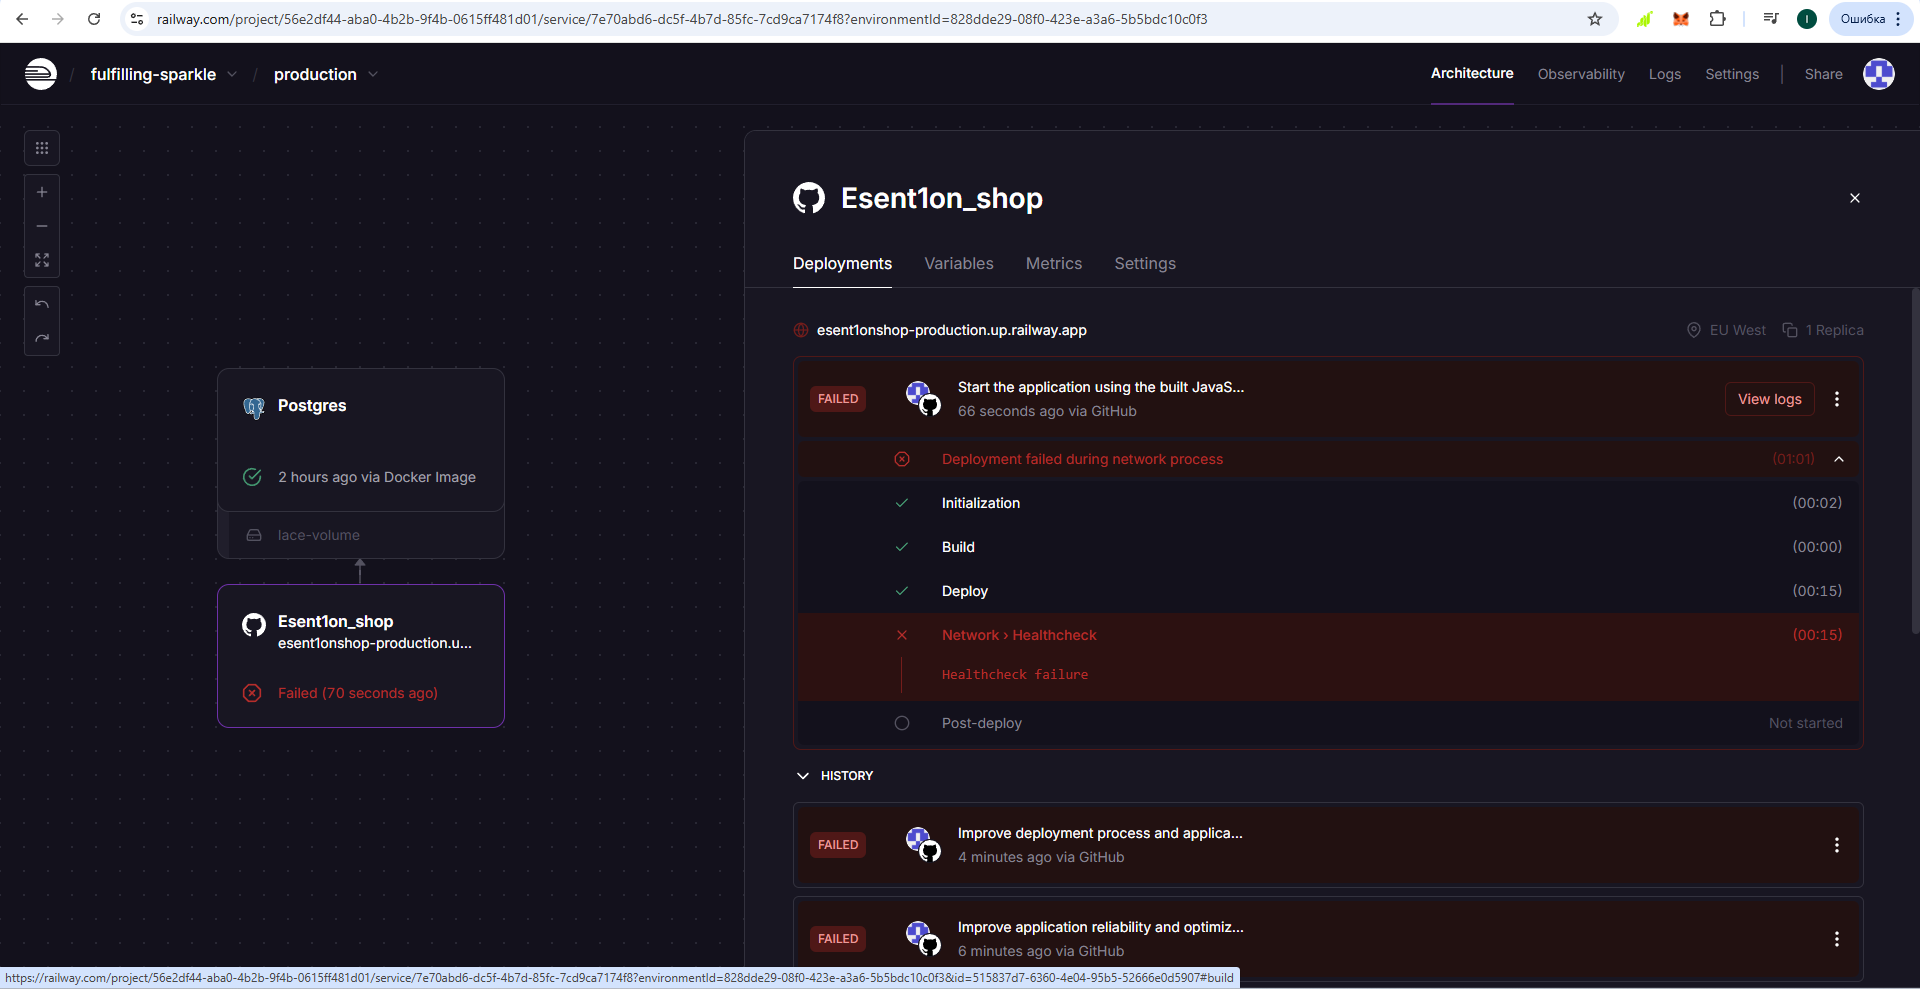 railway.com/project/56e2df44-aba0-4b2b-9f4b-0615ff481d01/service/7e70abd6-dc5f-4b7d-85fc-7cd9ca7174f8?environmentId=828dde29-08f0-423e-a3a6-5b5bdc10c0f3
I
Ошибка
/ fulfilling-sparkle / production
Architecture Observability Logs Settings | Share
Esent1on_shop
Deployments Variables Metrics Settings
esent1onshop-production.up.railway.app
EU West 1 Replica
FAILED
Start the application using the built JavaS...
66 seconds ago via GitHub
View logs
Deployment failed during network process (01:01)
Initialization (00:02)
Build (00:00)
Deploy (00:15)
Network › Healthcheck (00:15)
Healthcheck failure
Post-deploy Not started
HISTORY
FAILED
Improve deployment process and applica...
4 minutes ago via GitHub
FAILED
Improve application reliability and optimiz...
6 minutes ago via GitHub
Postgres
2 hours ago via Docker Image
lace-volume
Esent1on_shop
esent1onshop-production.u...
Failed (70 seconds ago)
https://railway.com/project/56e2df44-aba0-4b2b-9f4b-0615ff481d01/service/7e70abd6-dc5f-4b7d-85fc-7cd9ca7174f8?environmentId=828dde29-08f0-423e-a3a6-5b5bdc10c0f3&id=515837d7-6360-4e04-95b5-52666e0d5907#build